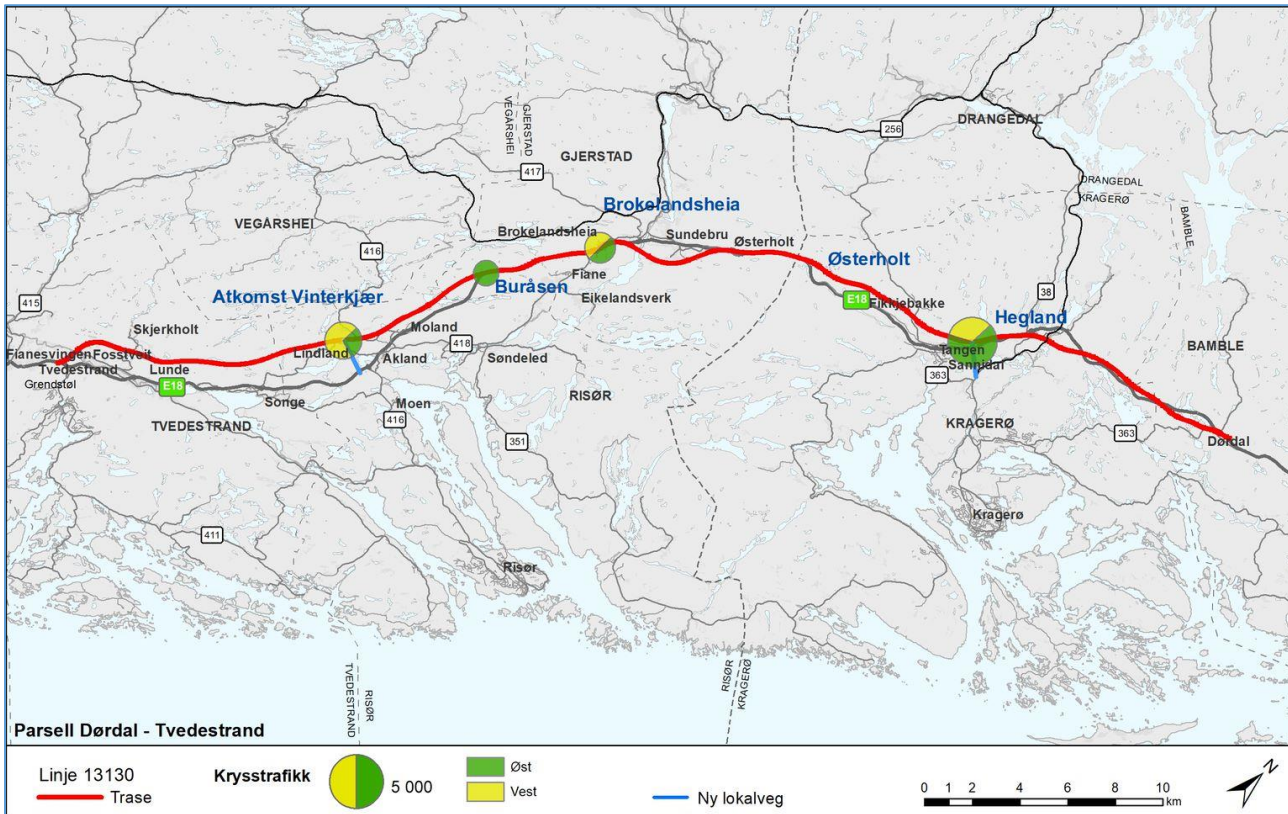 256
DRANGEDAL
GJERSTAD
VEGÅRSHEI
417
GJERSTAD
DRANGEDAL
KRAGERØ
BAMBLE
VEGÅRSHEI
416
Brokelandsheia
Brokelandsheia
Sundebru
Østerholt
Østerholt
Fiane
Buråsen
Eikelandsverk
38
E18
Fikkjebakke
415
Atkomst Vinterkjær
Hegland
Skjerkholt
Moland
418
Lindland
Akland
Søndeled
Tangen
Sannidal
BAMBLE
Fianesvingen
Fosstveit
Tvedestrand
Lunde
Grendstøl
E18
Songe
Moen
RISØR
363
416
TVEDESTRAND
351
KRAGERØ
363
Dørdal
Kragerø
411
Risør
TVEDESTRAND
RISØR
RISØR
KRAGERØ
Parsell Dørdal - Tvedestrand
Linje 13130
Trase
Krysstrafikk
5 000
Øst
Vest
Ny lokalveg
0 1 2 4 6 8 10
km
N